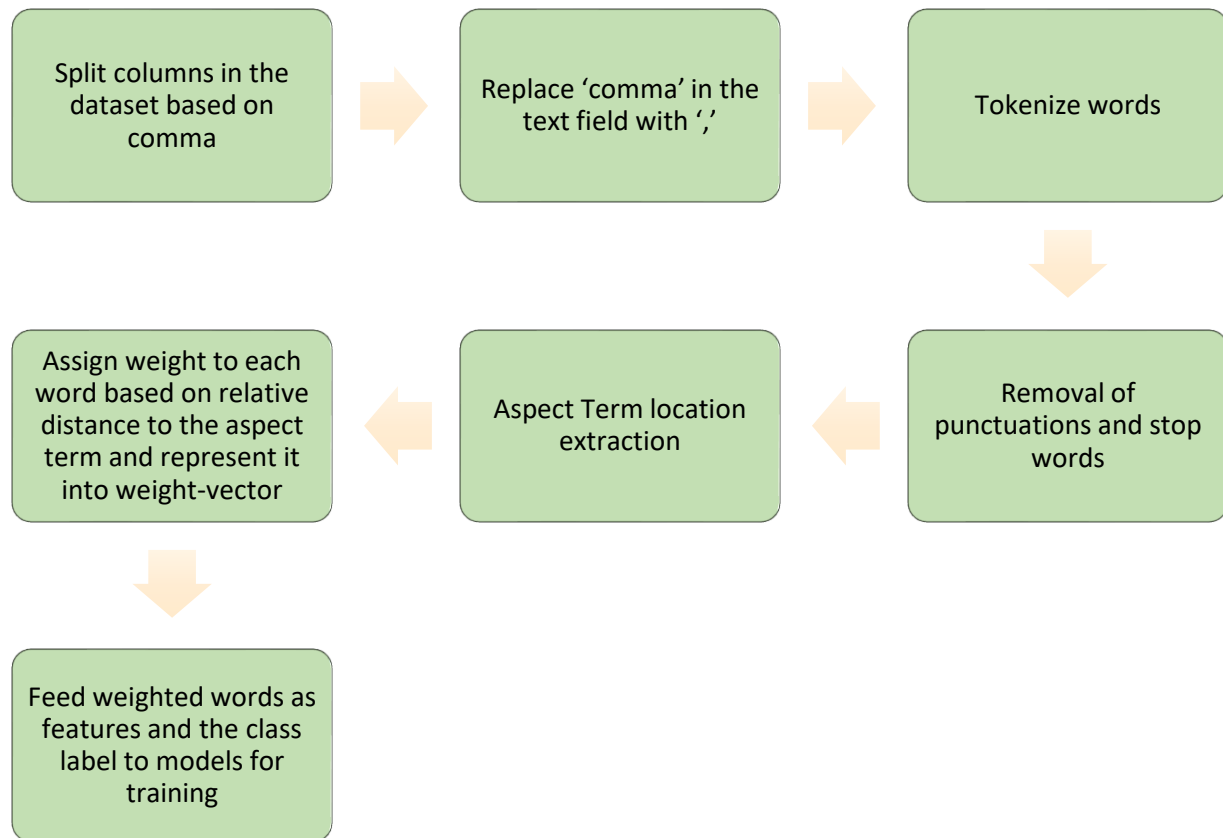 Split columns in the
dataset based on
comma
Replace ‘comma’ in the
text field with ‘,’
Tokenize words
Removal of
punctuations and stop
words
Aspect Term location
extraction
Assign weight to each
word based on relative
distance to the aspect
term and represent it
into weight-vector
Feed weighted words as
features and the class
label to models for
training